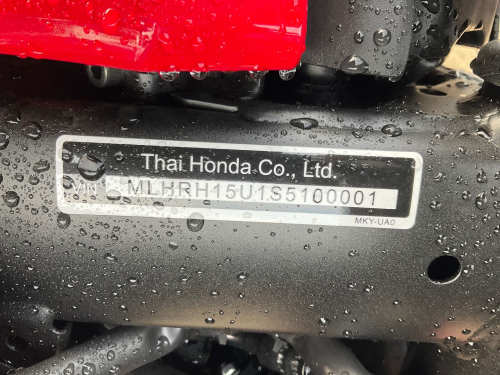 Thai Honda Co., Ltd.
VIN MLHRH15U1S5100001
MKY-UA0